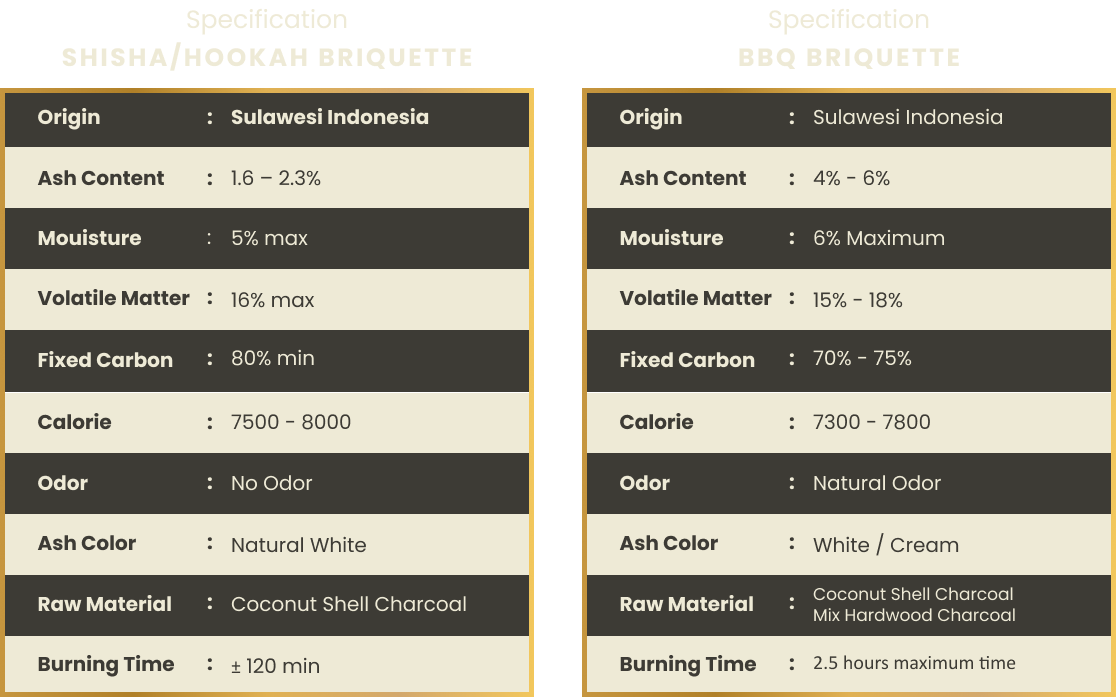 Specification
SHISHA/HOOKAH BRIQUETTE
Origin : Sulawesi Indonesia
Ash Content : 1.6 – 2.3%
Mouisture : 5% max
Volatile Matter : 16% max
Fixed Carbon : 80% min
Calorie : 7500 - 8000
Odor : No Odor
Ash Color : Natural White
Raw Material : Coconut Shell Charcoal
Burning Time : ± 120 min
Specification
BBQ BRIQUETTE
Origin : Sulawesi Indonesia
Ash Content : 4% - 6%
Mouisture : 6% Maximum
Volatile Matter : 15% - 18%
Fixed Carbon : 70% - 75%
Calorie : 7300 - 7800
Odor : Natural Odor
Ash Color : White / Cream
Raw Material : Coconut Shell Charcoal
Mix Hardwood Charcoal
Burning Time : 2.5 hours maximum time